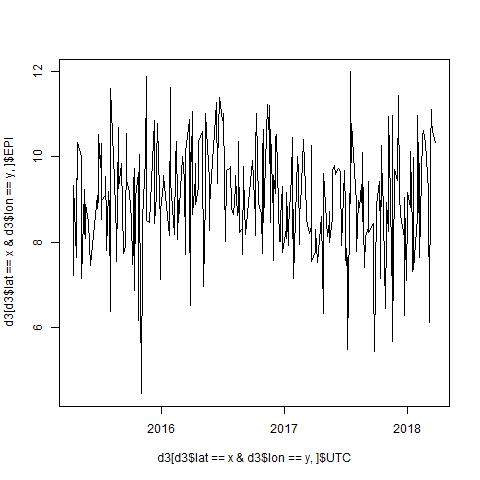 12
10
8
6
d3[d3$lat == x & d3$lon == y, ]$EPI
2016 2017 2018
d3[d3$lat == x & d3$lon == y, ]$UTC